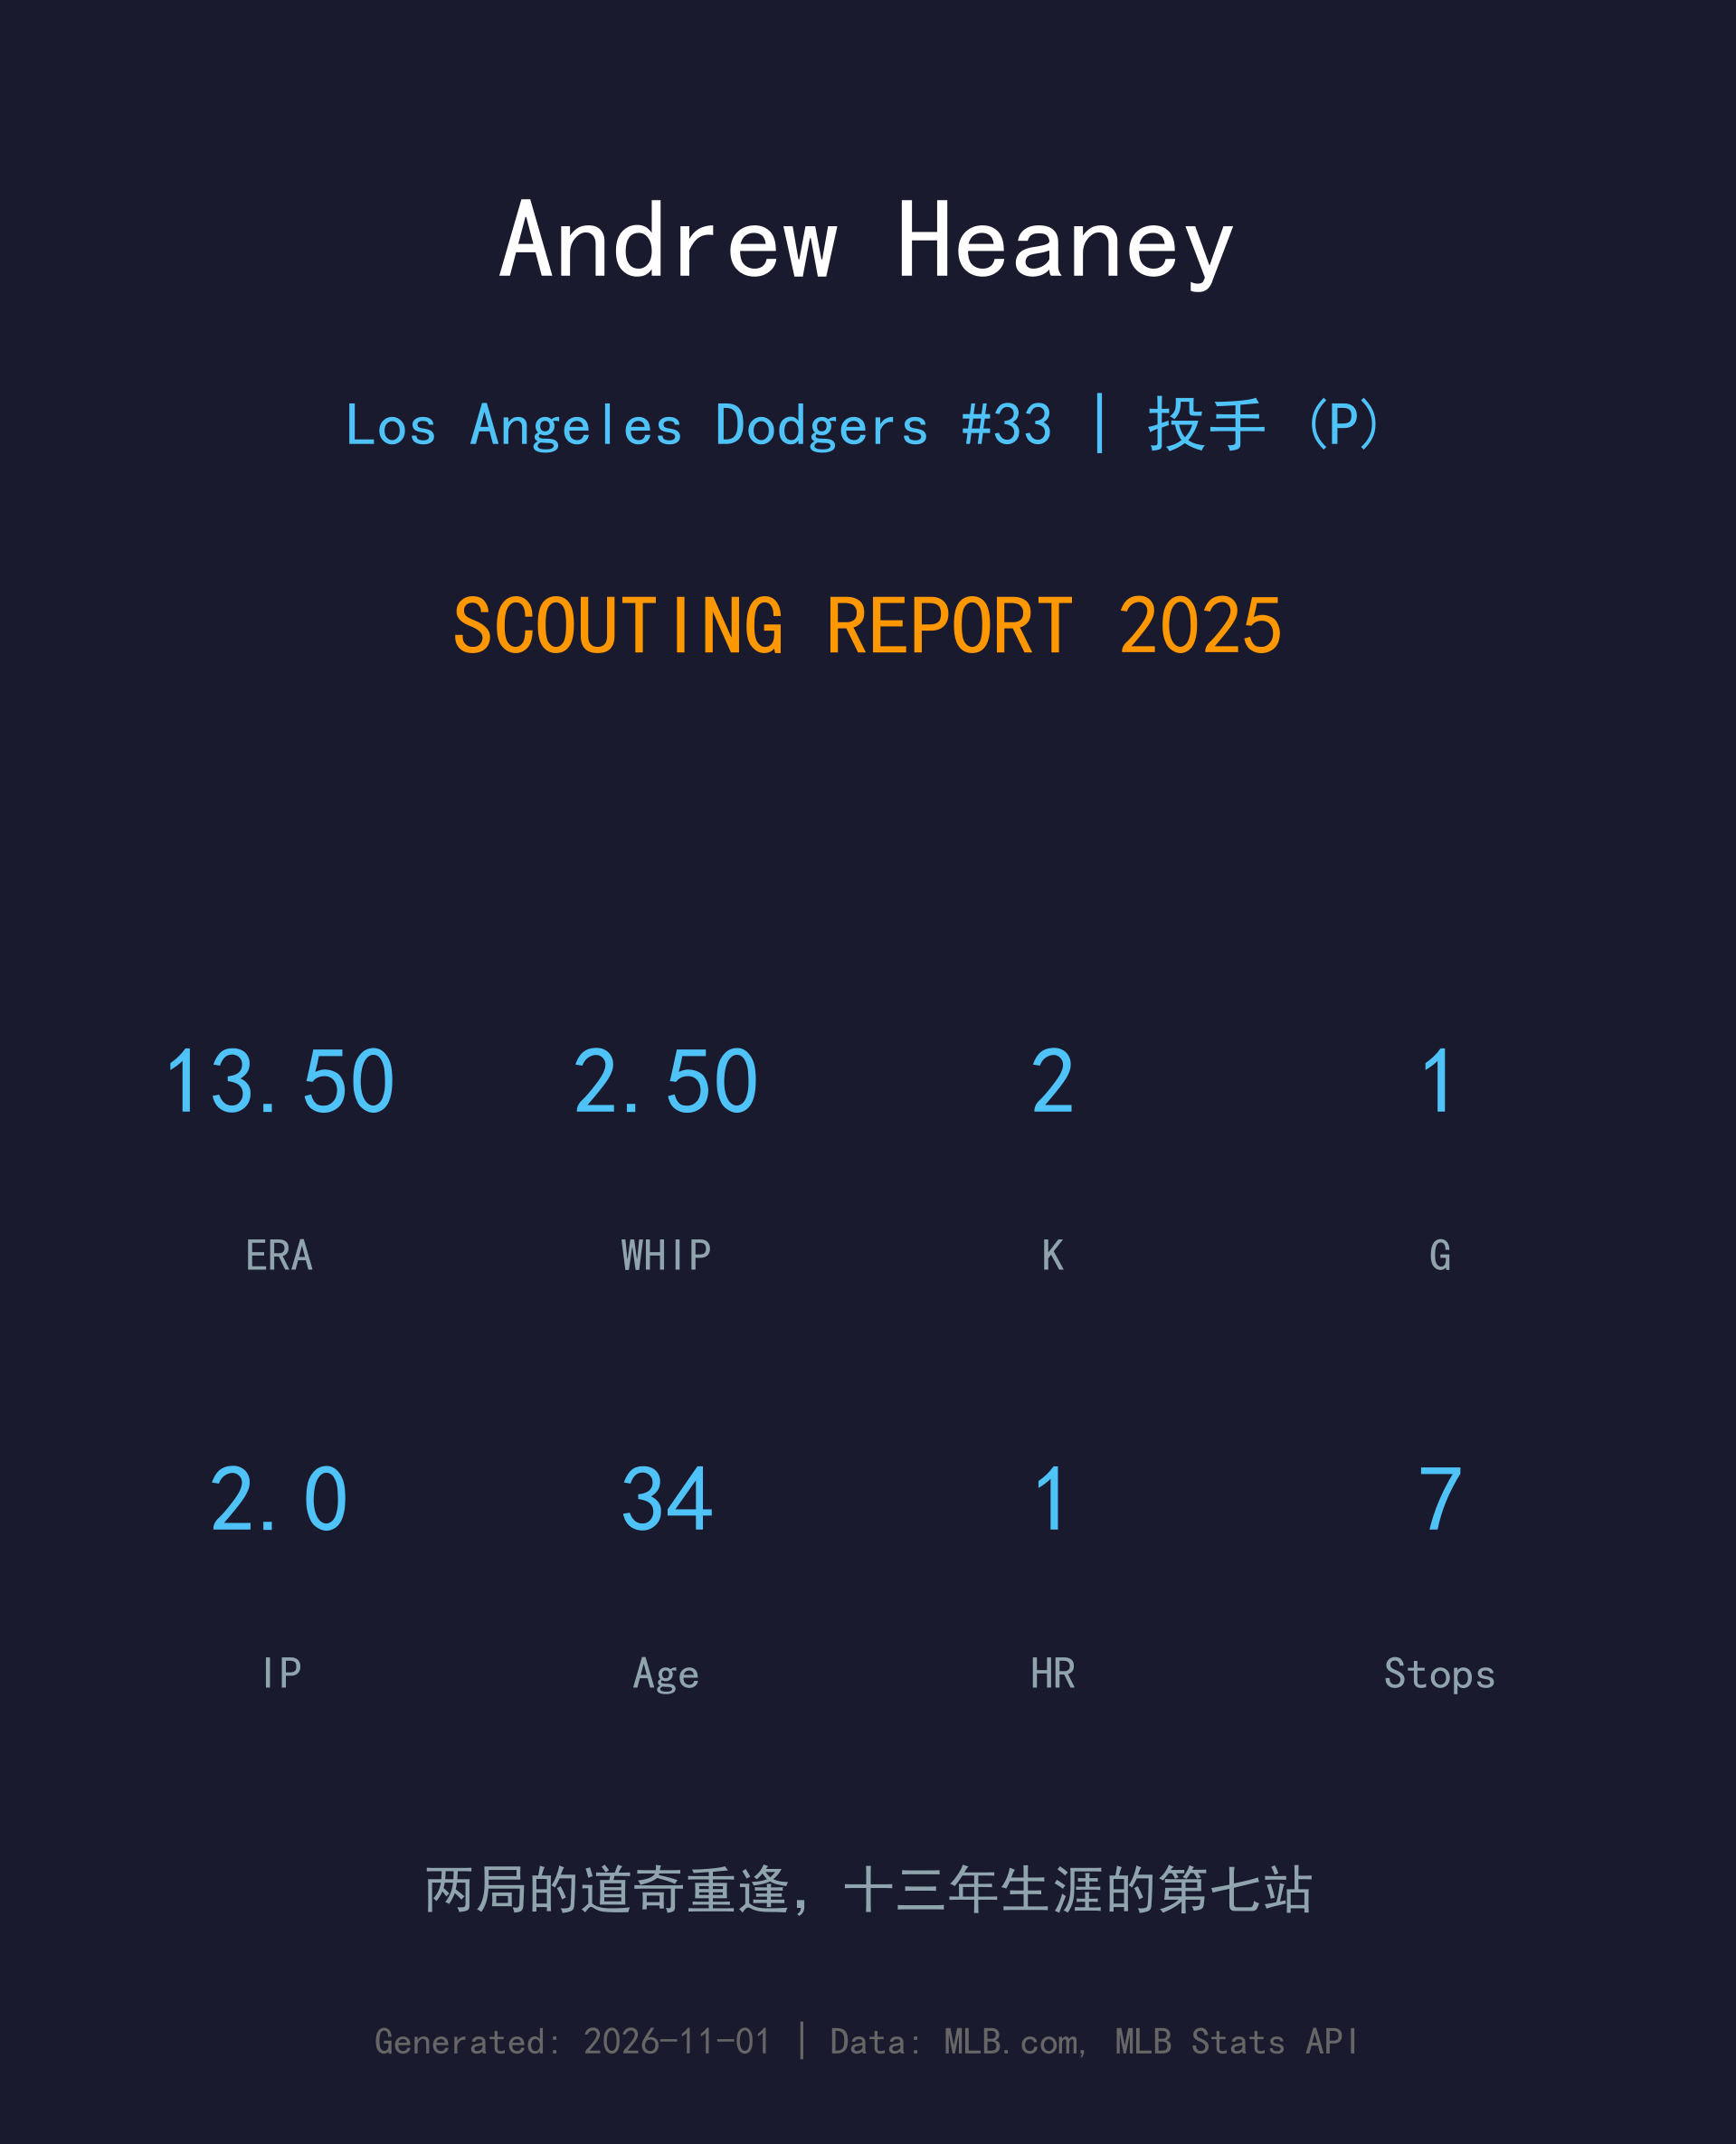 Andrew Heaney
Los Angeles Dodgers #33 | 投手 (P)
SCOUTING REPORT 2025
13.50 2.50 2 1
ERA WHIP K G
2.0 34 1 7
IP Age HR Stops
两局的道奇重逢, 十三年生涯的第七站
Generated: 2026-11-01 | Data: MLB.com, MLB Stats API